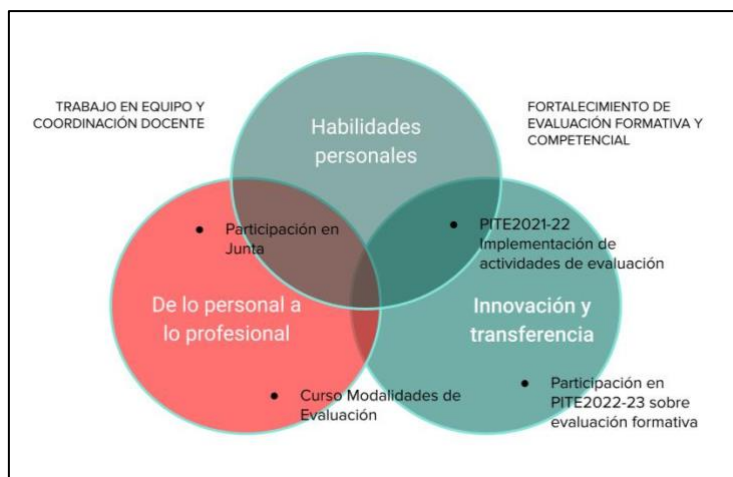 TRABAJO EN EQUIPO Y
COORDINACIÓN DOCENTE
FORTALECIMIENTO DE
EVALUACIÓN FORMATIVA Y
COMPETENCIAL
Habilidades
personales
• Participación en
Junta
• PITE2021-22
Implementación de
actividades de evaluación
De lo personal a
lo profesional
Innovación y
transferencia
• Curso Modalidades de
Evaluación
• Participación en
PITE2022-23 sobre
evaluación formativa